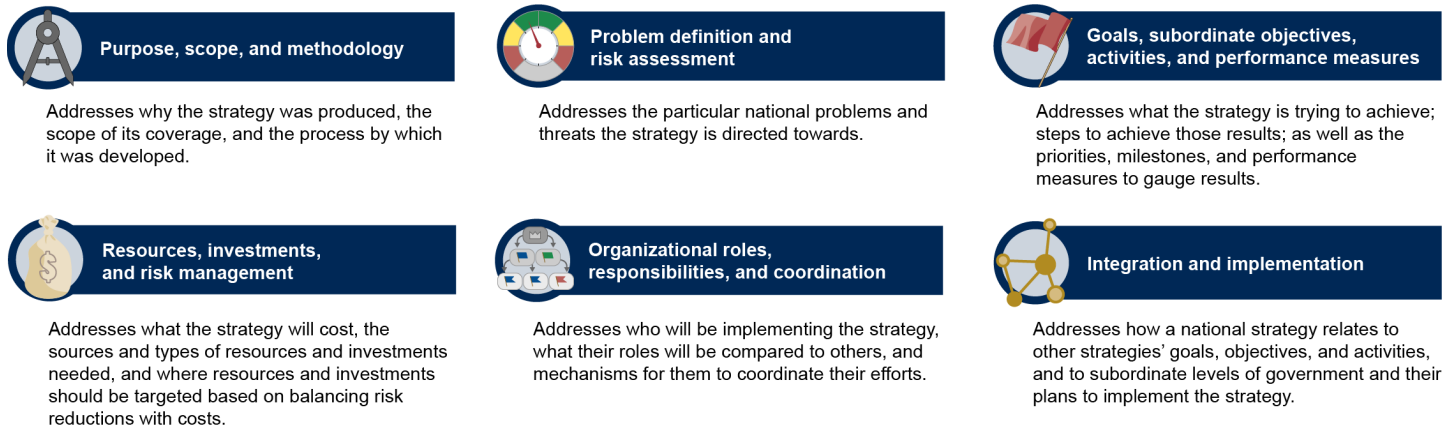 Purpose, scope, and methodology
Addresses why the strategy was produced, the
scope of its coverage, and the process by which
it was developed.
Problem definition and
risk assessment
Addresses the particular national problems and
threats the strategy is directed towards.
Goals, subordinate objectives,
activities, and performance measures
Addresses what the strategy is trying to achieve;
steps to achieve those results; as well as the
priorities, milestones, and performance
measures to gauge results.
Resources, investments,
and risk management
Addresses what the strategy will cost, the
sources and types of resources and investments
needed, and where resources and investments
should be targeted based on balancing risk
reductions with costs.
Organizational roles,
responsibilities, and coordination
Addresses who will be implementing the strategy,
what their roles will be compared to others, and
mechanisms for them to coordinate their efforts.
Integration and implementation
Addresses how a national strategy relates to
other strategies’ goals, objectives, and activities,
and to subordinate levels of government and their
plans to implement the strategy.
$